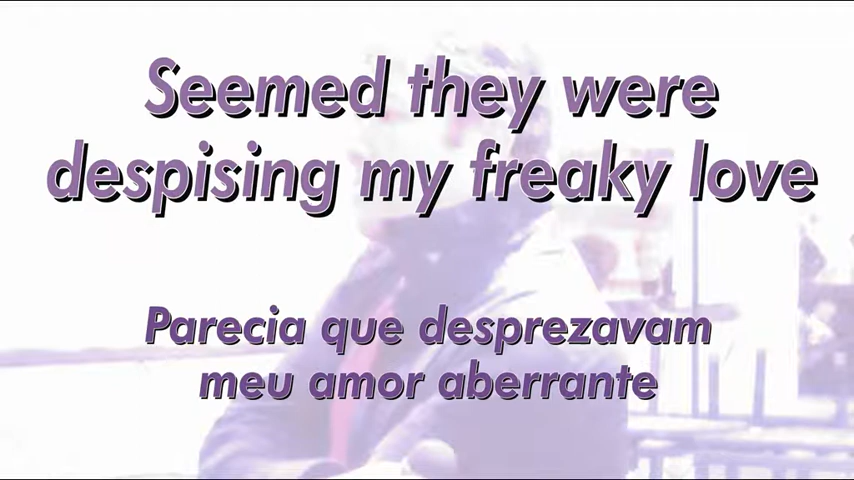 Seemed they were
despising my freaky love
Parecia que desprezavam
meu amor aberrante